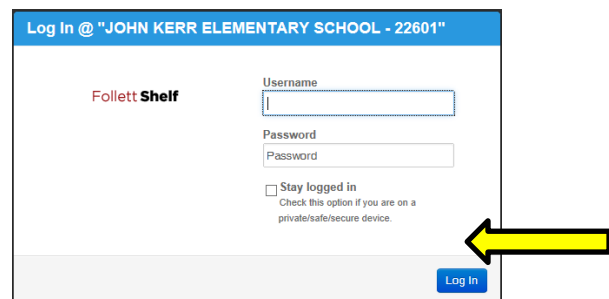 Log In @ "JOHN KERR ELEMENTARY SCHOOL - 22601"
Follett Shelf
Username
Password
Password
Stay logged in
Check this option if you are on a
private/safe/secure device.
Log In